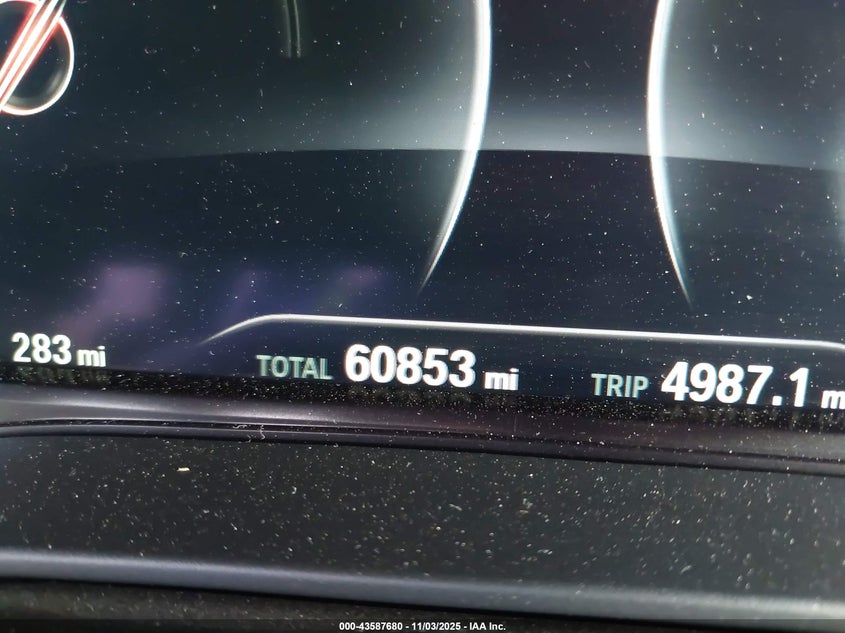 283 mi
TOTAL 60853 mi
TRIP 4987.1 m
000-43587680 - 11/03/2025 - IAA Inc.